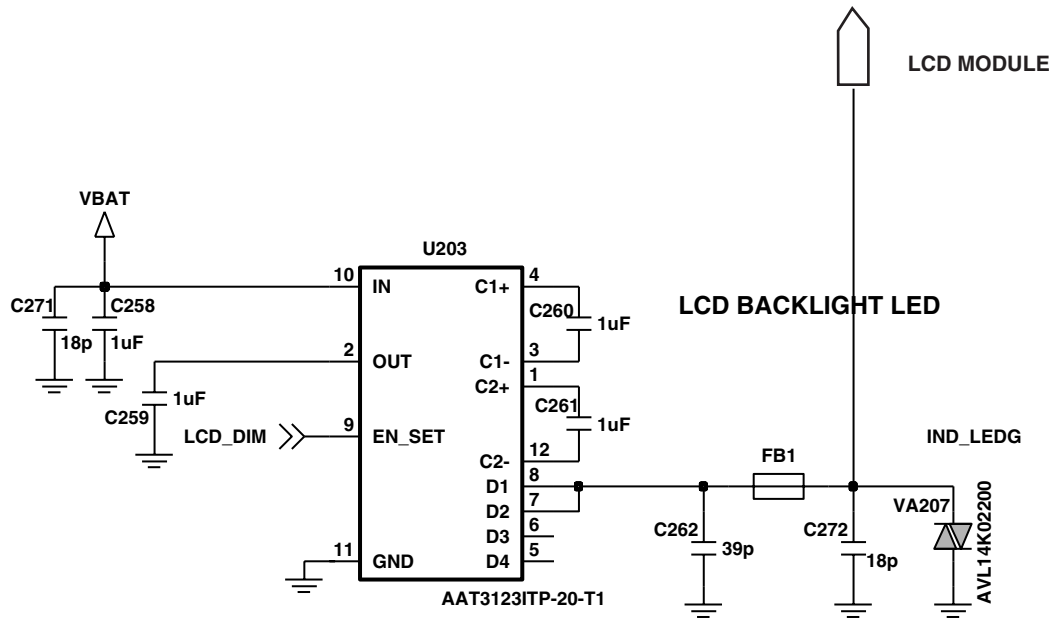 LCD MODULE
VBAT
U203
10
IN
C1+
4
C271
C258
18p
1uF
C260
1uF
LCD BACKLIGHT LED
2
OUT
C1-
3
C2+
1
C259
1uF
C261
1uF
LCD_DIM
9
EN_SET
C2-
12
IND_LEDG
FB1
D1
8
D2
7
VA207
D3
6
C262
39p
C272
18p
AVL14K02200
11
GND
D4
5
AAT3123ITP-20-T1